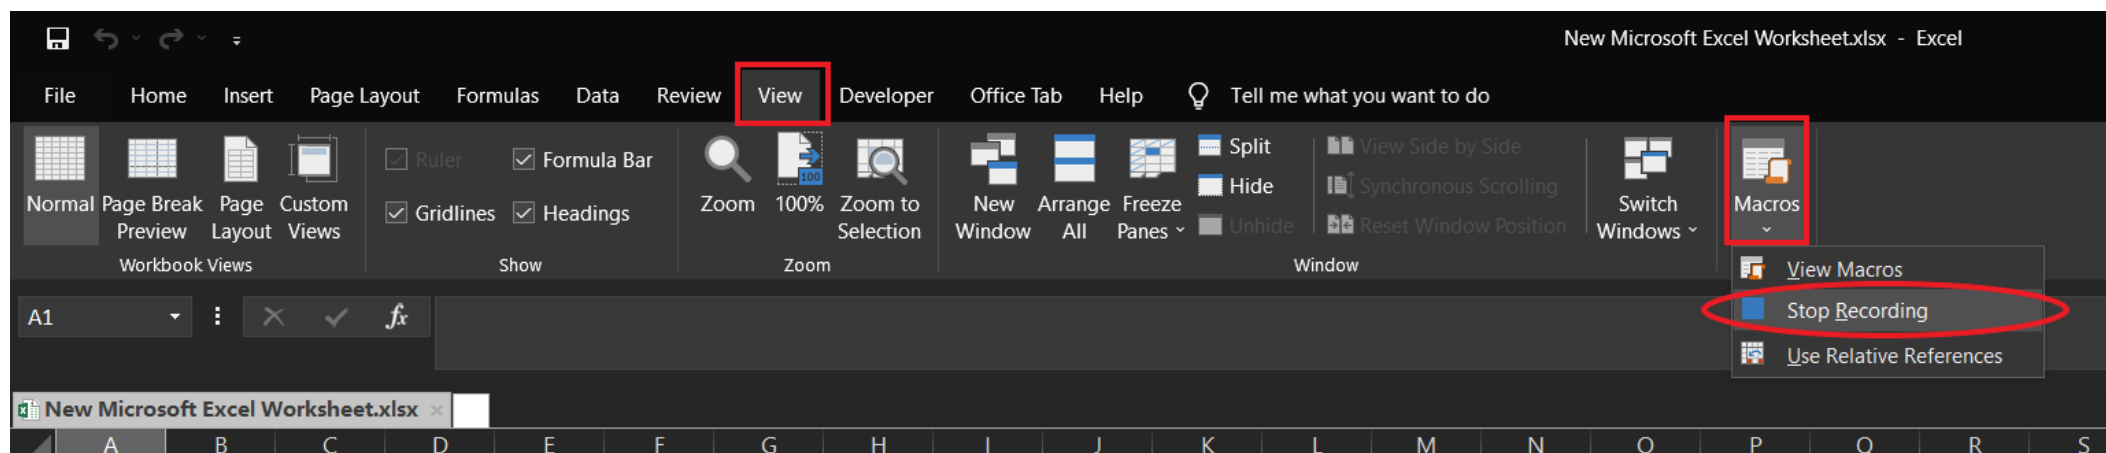 New Microsoft Excel Worksheet.xlsx - Excel
File Home Insert Page Layout Formulas Data Review View Developer Office Tab Help Tell me what you want to do
Normal
Page Break
Preview
Page
Layout
Custom
Views
Workbook Views
Ruler
Formula Bar
Gridlines
Headings
Show
Zoom
100
100%
Zoom to
Selection
Zoom
New
Window
Arrange
All
Freeze
Panes
Split
Hide
Unhide
View Side by Side
Synchronous Scrolling
Reset Window Position
Switch
Windows
Window
Macros
View Macros
Stop Recording
Use Relative References
A1
fx
New Microsoft Excel Worksheet.xlsx
A B C D E F G H I J K L M N O P Q R S